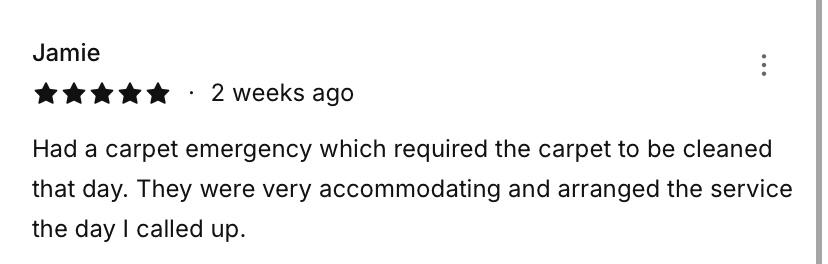 Jamie
★★★★★ · 2 weeks ago
Had a carpet emergency which required the carpet to be cleaned
that day. They were very accommodating and arranged the service
the day I called up.